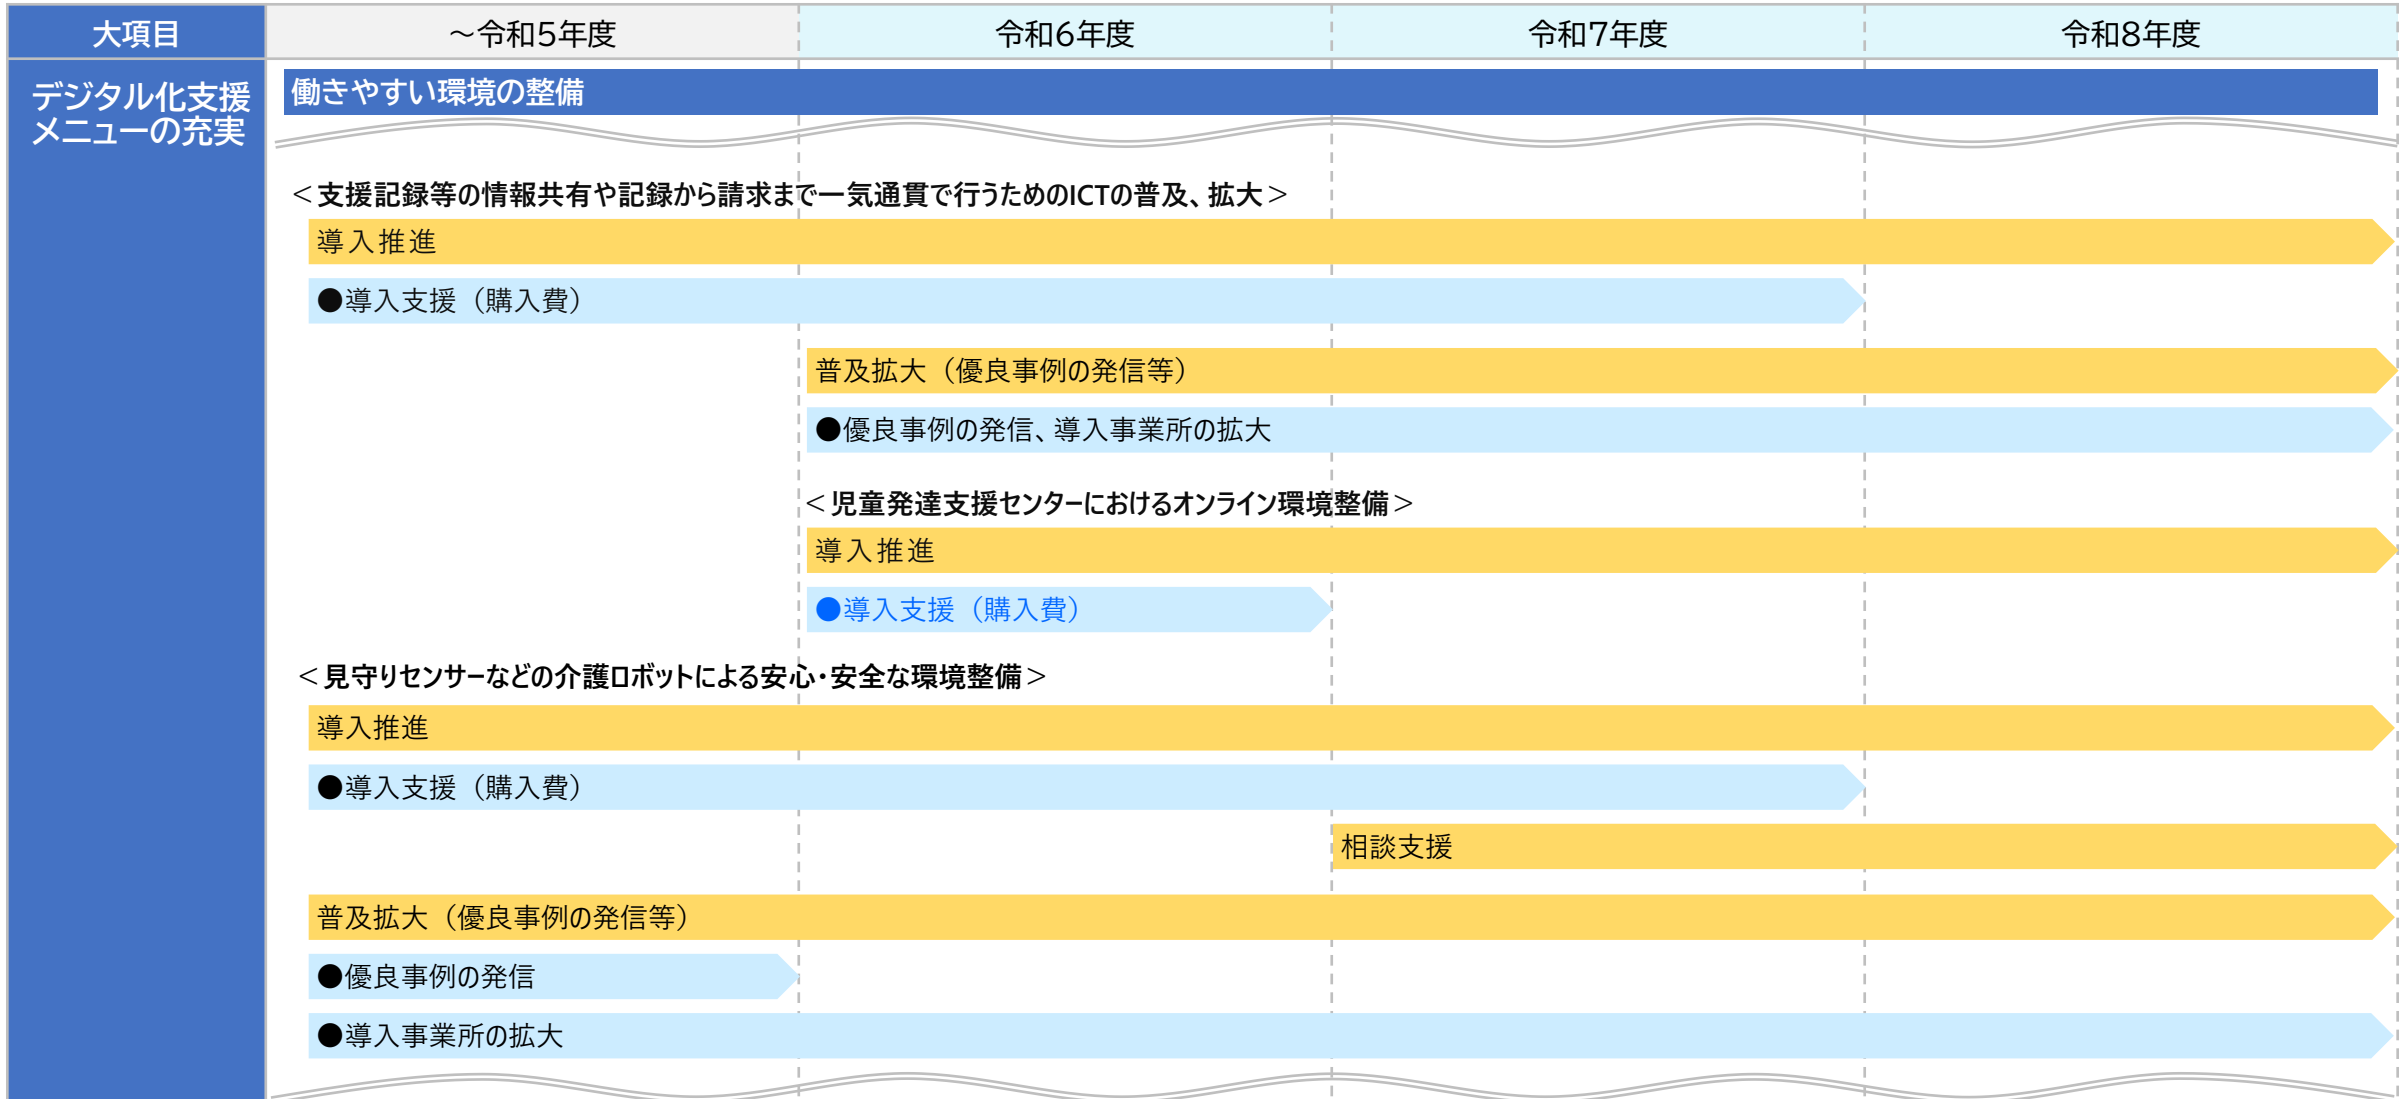 大項目
～令和5年度
令和6年度
令和7年度
令和8年度
デジタル化支援
メニューの充実
働きやすい環境の整備
＜支援記録等の情報共有や記録から請求まで一気通貫で行うためのICTの普及、拡大＞
導入推進
●導入支援（購入費）
普及拡大（優良事例の発信等）
●優良事例の発信、導入事業所の拡大
＜児童発達支援センターにおけるオンライン環境整備＞
導入推進
●導入支援（購入費）
＜見守りセンサーなどの介護ロボットによる安心・安全な環境整備＞
導入推進
●導入支援（購入費）
相談支援
普及拡大（優良事例の発信等）
●優良事例の発信
●導入事業所の拡大